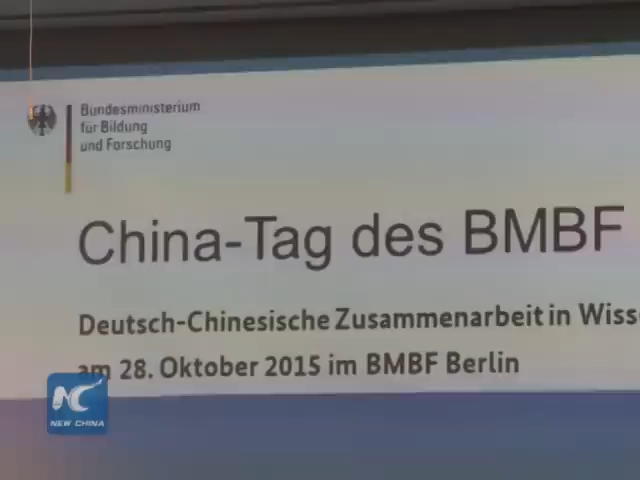 Bundesministerium
für Bildung
und Forschung
China-Tag des BMBF
Deutsch-Chinesische Zusammenarbeit in Wiss
am 28. Oktober 2015 im BMBF Berlin
NEW CHINA